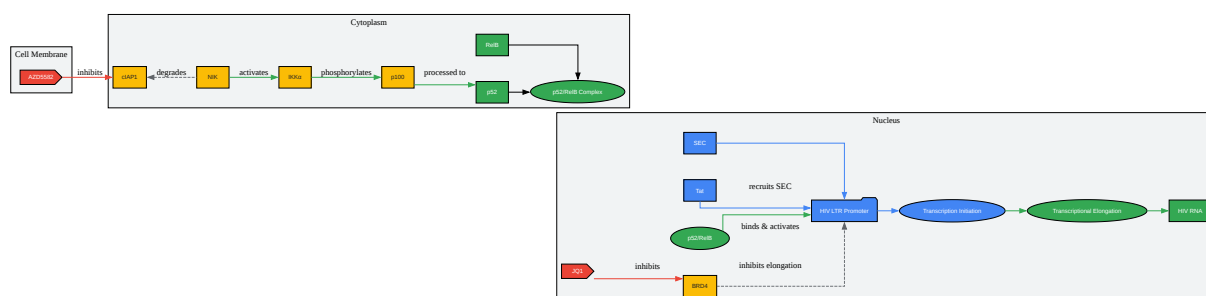 Cytoplasm
Cell Membrane
AZD5582
inhibits
cIAP1
degrades
NIK
activates
IKKα
phosphorylates
p100
processed to
RelB
p52
p52/RelB Complex
Nucleus
SEC
Tat
recruits SEC
HIV LTR Promoter
Transcription Initiation
Transcriptional Elongation
HIV RNA
p52/RelB
binds & activates
JQ1
inhibits
BRD4
inhibits elongation